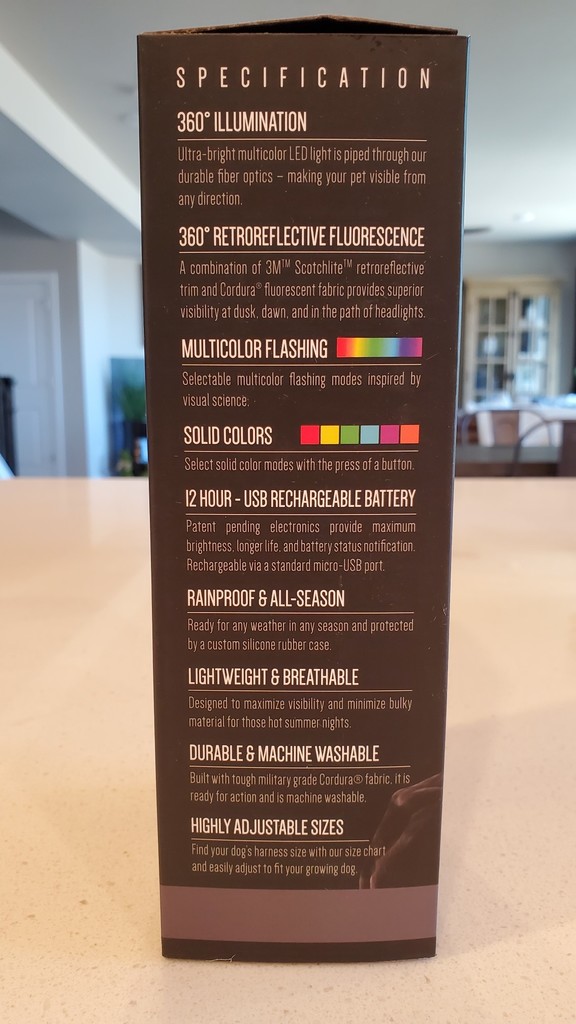 SPECIFICATION
360° ILLUMINATION
Ultra-bright multicolor LED light is piped through our
durable fiber optics – making your pet visible from
any direction.
360° RETROREFLECTIVE FLUORESCENCE
A combination of 3M™ Scotchlite™ retroreflective
trim and Cordura® fluorescent fabric provides superior
visibility at dusk, dawn, and in the path of headlights.
MULTICOLOR FLASHING
Selectable multicolor flashing modes inspired by
visual science.
SOLID COLORS
Select solid color modes with the press of a button.
12 HOUR - USB RECHARGEABLE BATTERY
Patent pending electronics provide maximum
brightness, longer life, and battery status notification.
Rechargeable via a standard micro-USB port.
RAINPROOF & ALL-SEASON
Ready for any weather in any season and protected
by a custom silicone rubber case.
LIGHTWEIGHT & BREATHABLE
Designed to maximize visibility and minimize bulky
material for those hot summer nights.
DURABLE & MACHINE WASHABLE
Built with tough military grade Cordura® fabric, it is
ready for action and is machine washable.
HIGHLY ADJUSTABLE SIZES
Find your dog's harness size with our size chart
and easily adjust to fit your growing dog.